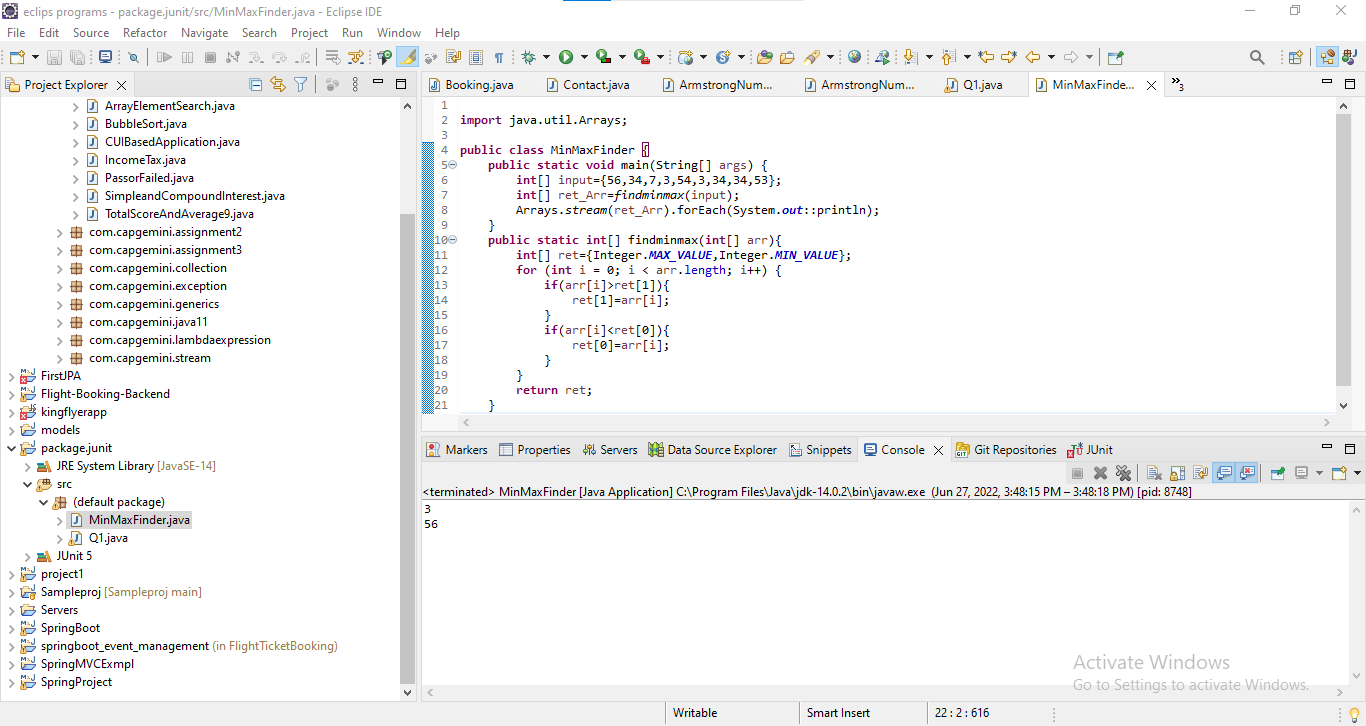 eclips programs - package.junit/src/MinMaxFinder.java - Eclipse IDE
File Edit Source Refactor Navigate Search Project Run Window Help
Project Explorer
ArrayElementSearch.java
BubbleSort.java
CUIBasedApplication.java
IncomeTax.java
PassorFailed.java
SimpleandCompoundInterest.java
TotalScoreAndAverage9.java
com.capgemini.assignment2
com.capgemini.assignment3
com.capgemini.collection
com.capgemini.exception
com.capgemini.generics
com.capgemini.java11
com.capgemini.lambdaexpression
com.capgemini.stream
FirstJPA
Flight-Booking-Backend
kingflyerapp
models
package.junit
JRE System Library [JavaSE-14]
src
(default package)
MinMaxFinder.java
Q1.java
JUnit 5
project1
Sampleproj [Sampleproj main]
Servers
SpringBoot
springboot_event_management (in FlightTicketBooking)
SpringMVCExmpl
SpringProject
Booking.java Contact.java ArmstrongNum... ArmstrongNum... Q1.java MinMaxFinde... »3
1
2 import java.util.Arrays;
3
4 public class MinMaxFinder {
5 public static void main(String[] args) {
6 int[] input={56,34,7,3,54,3,34,34,53};
7 int[] ret_Arr=findminmax(input);
8 Arrays.stream(ret_Arr).forEach(System.out::println);
9 }
10 public static int[] findminmax(int[] arr){
11 int[] ret={Integer.MAX_VALUE,Integer.MIN_VALUE};
12 for (int i = 0; i < arr.length; i++) {
13 if(arr[i]>ret[1]){
14 ret[1]=arr[i];
15 }
16 if(arr[i]<ret[0]){
17 ret[0]=arr[i];
18 }
19 }
20 return ret;
21 }
Markers Properties Servers Data Source Explorer Snippets Console Git Repositories JUnit
<terminated> MinMaxFinder [Java Application] C:\Program Files\Java\jdk-14.0.2\bin\javaw.exe (Jun 27, 2022, 3:48:15 PM – 3:48:18 PM) [pid: 8748]
3
56
Activate Windows
Go to Settings to activate Windows.
Writable Smart Insert 22 : 2 : 616